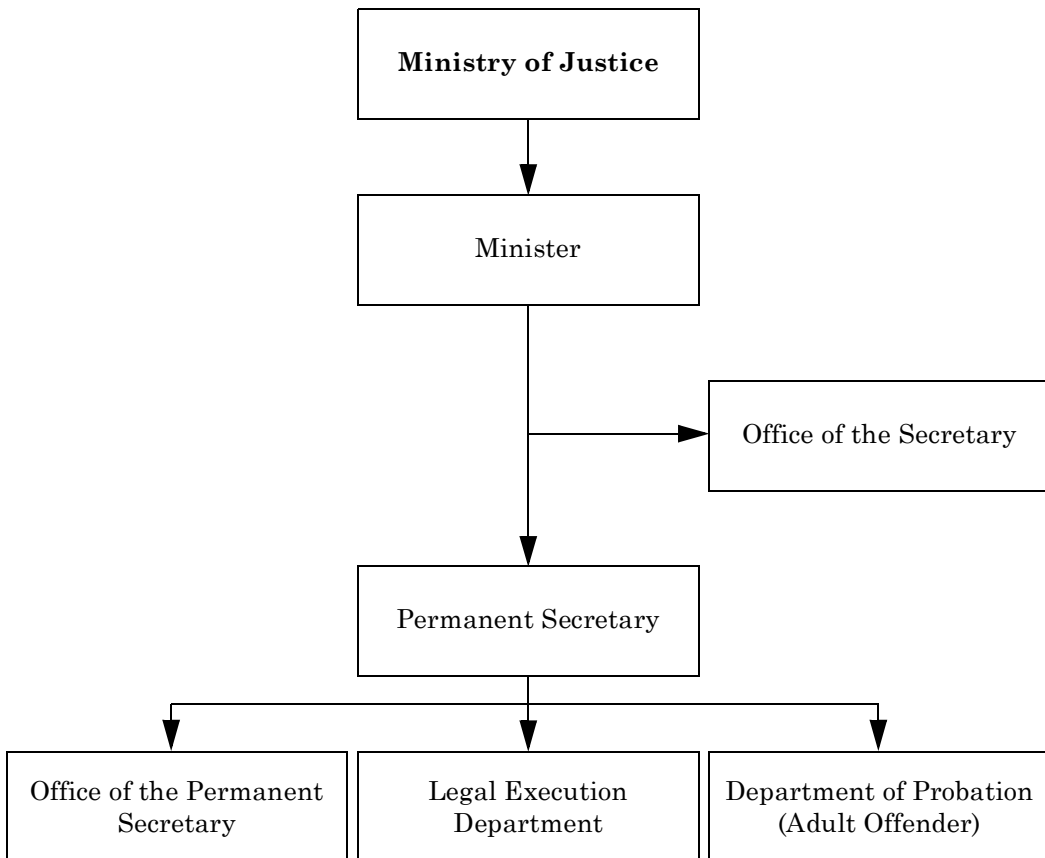 Ministry of Justice
Minister
Office of the Secretary
Permanent Secretary
Office of the Permanent
Secretary
Legal Execution
Department
Department of Probation
(Adult Offender)